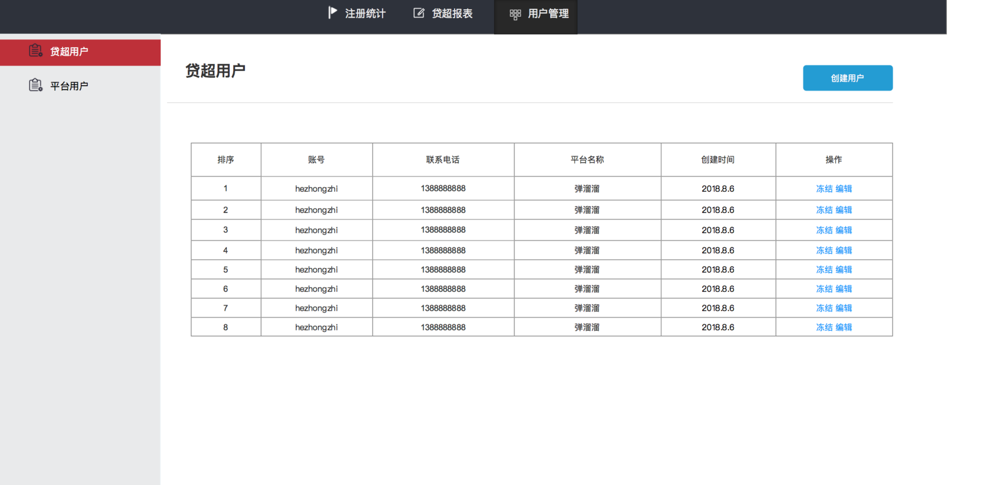 注册统计 贷超报表 用户管理
贷超用户
平台用户
贷超用户
创建用户
排序 账号 联系电话 平台名称 创建时间 操作
1 hezhongzhi 1388888888 弹溜溜 2018.8.6 冻结 编辑
2 hezhongzhi 1388888888 弹溜溜 2018.8.6 冻结 编辑
3 hezhongzhi 1388888888 弹溜溜 2018.8.6 冻结 编辑
4 hezhongzhi 1388888888 弹溜溜 2018.8.6 冻结 编辑
5 hezhongzhi 1388888888 弹溜溜 2018.8.6 冻结 编辑
6 hezhongzhi 1388888888 弹溜溜 2018.8.6 冻结 编辑
7 hezhongzhi 1388888888 弹溜溜 2018.8.6 冻结 编辑
8 hezhongzhi 1388888888 弹溜溜 2018.8.6 冻结 编辑